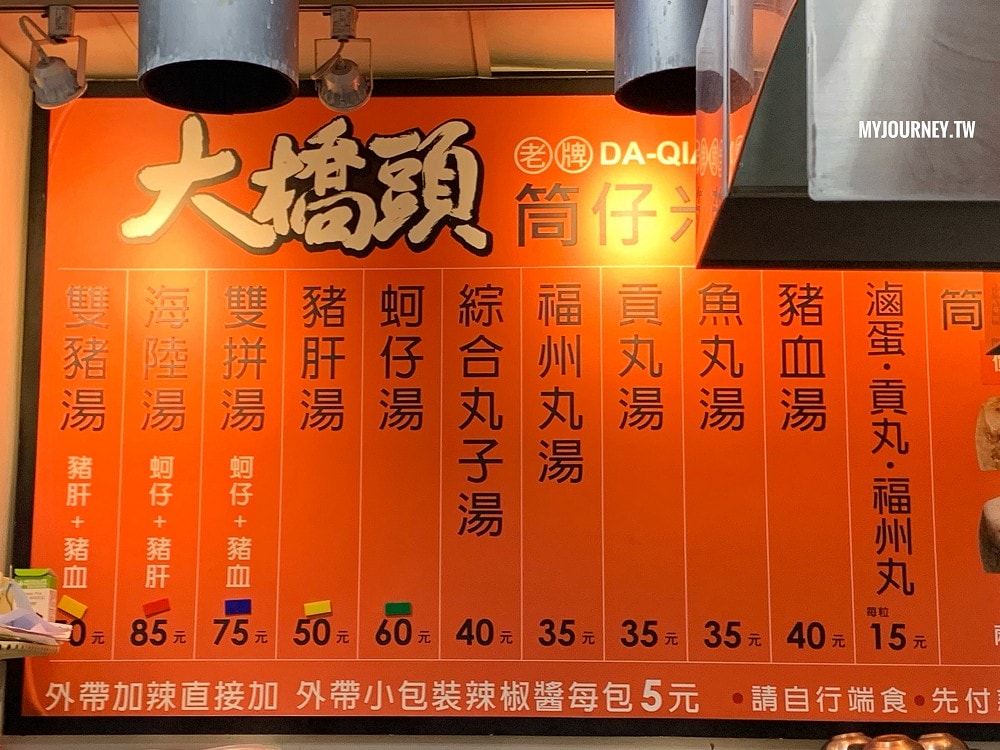 MYJOURNEY.TW
大橋頭
老牌 DA-QIA
筒仔米
筒
滷蛋・貢丸・福州丸
每粒
15元
豬血湯
40元
魚丸湯
35元
貢丸湯
35元
福州丸湯
35元
綜合丸子湯
40元
蚵仔湯
60元
豬肝湯
50元
雙拼湯
蚵仔+豬血
75元
海陸湯
蚵仔+豬肝
85元
雙豬湯
豬肝+豬血
0元
外帶加辣直接加 外帶小包裝辣椒醬每包5元 •請自行端食•先付